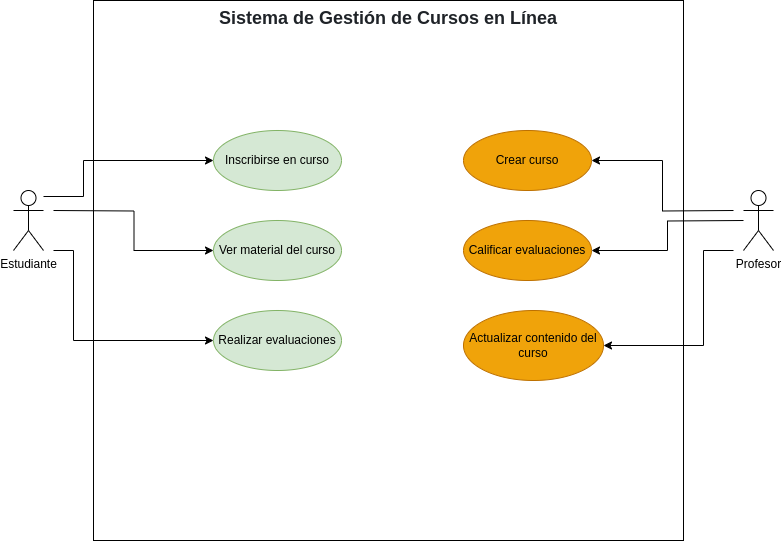 Sistema de Gestión de Cursos en Línea
Inscribirse en curso
Crear curso
Ver material del curso
Calificar evaluaciones
Estudiante
Profesor
Realizar evaluaciones
Actualizar contenido del
curso